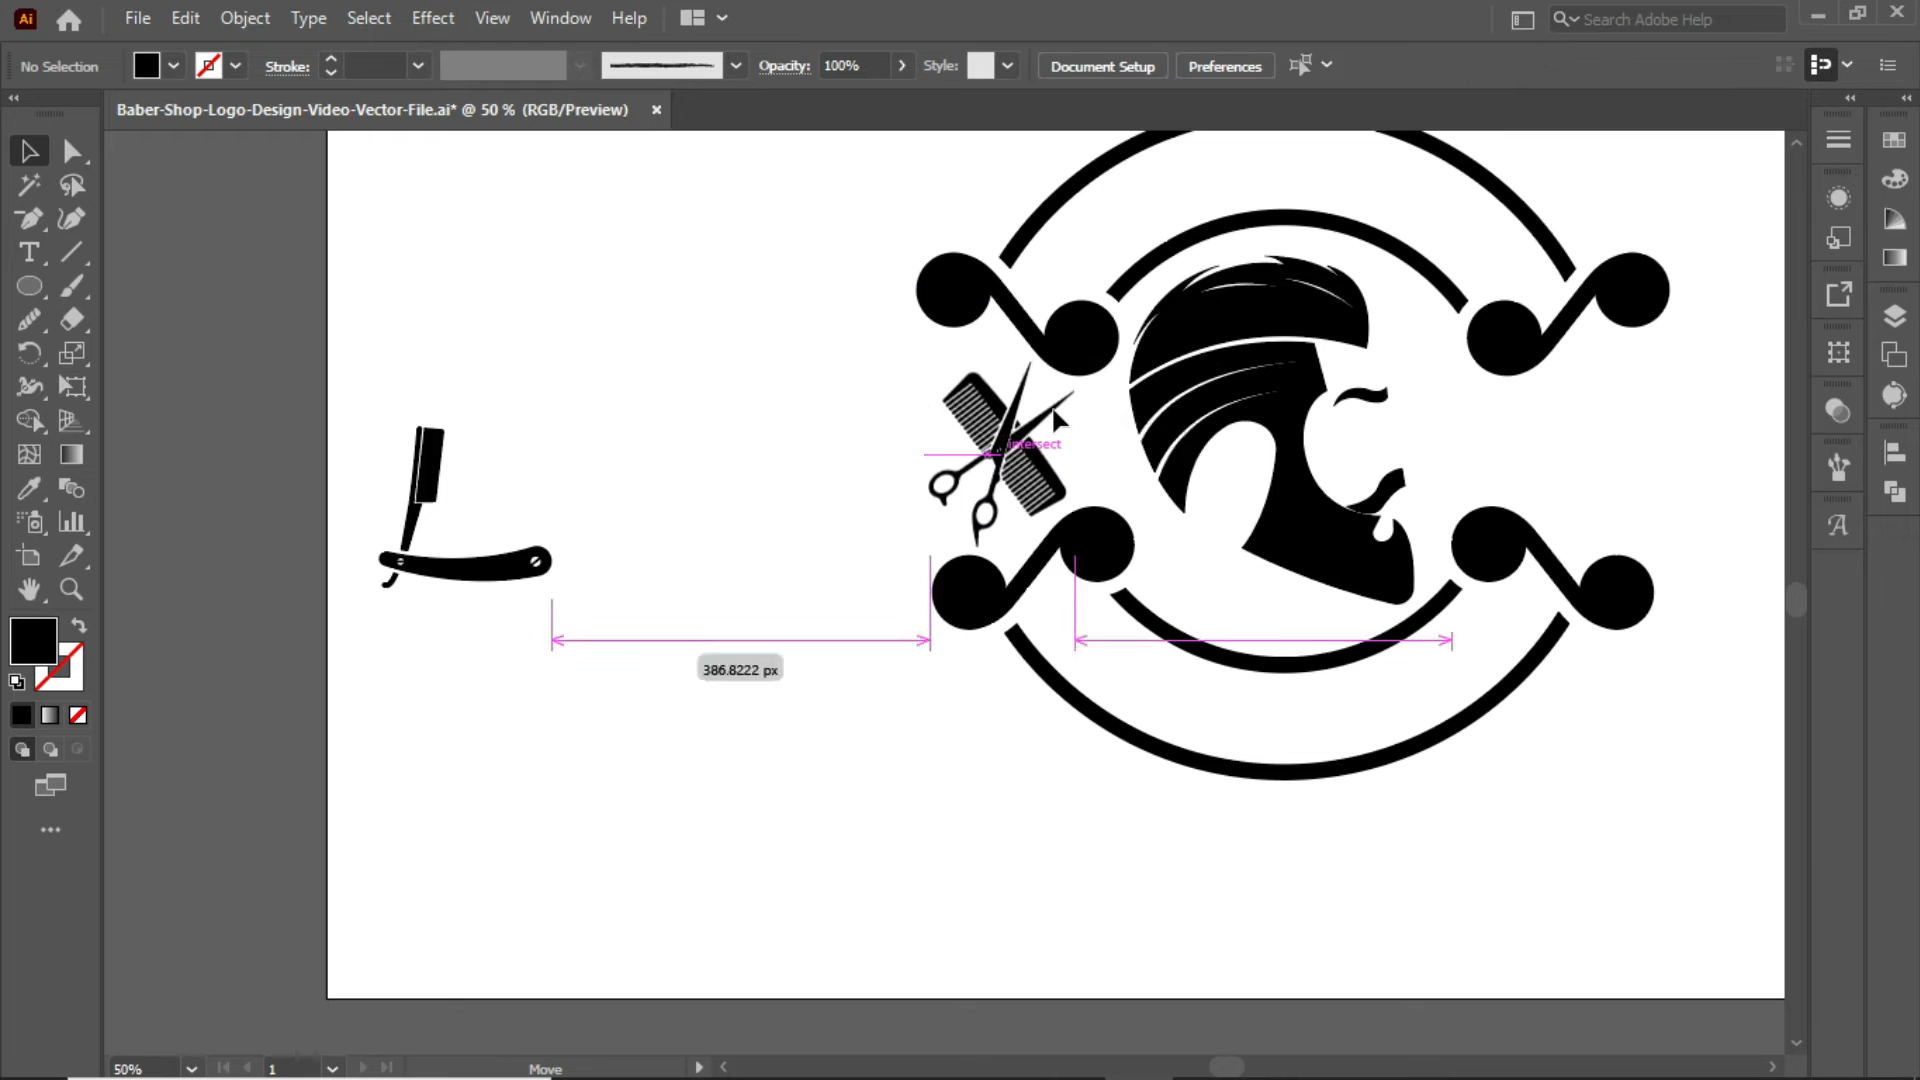 Ai
File Edit Object Type Select Effect View Window Help
Search Adobe Help
No Selection
Stroke:
Opacity: 100%
Style:
Document Setup
Preferences
Baber-Shop-Logo-Design-Video-Vector-File.ai* @ 50 % (RGB/Preview)
intersect
386.8222 px
50%
1
Move